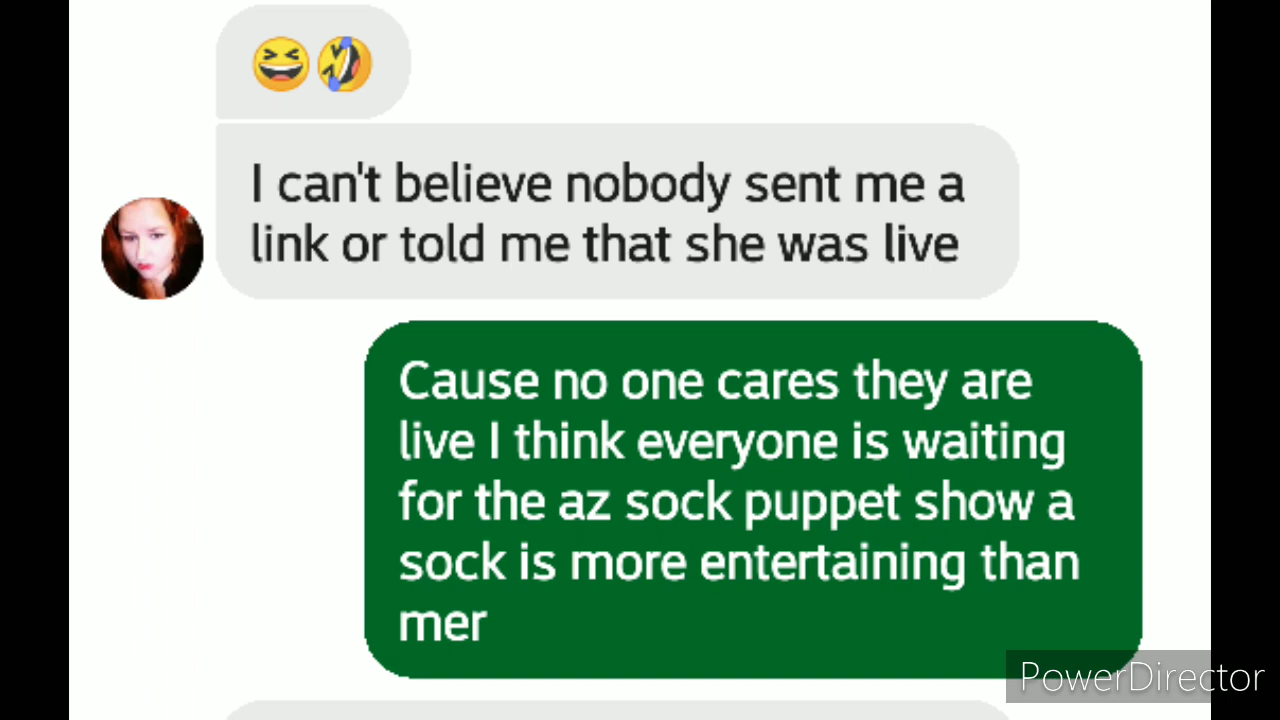 😆🤣
I can't believe nobody sent me a
link or told me that she was live
Cause no one cares they are
live I think everyone is waiting
for the az sock puppet show a
sock is more entertaining than
mer
PowerDirector